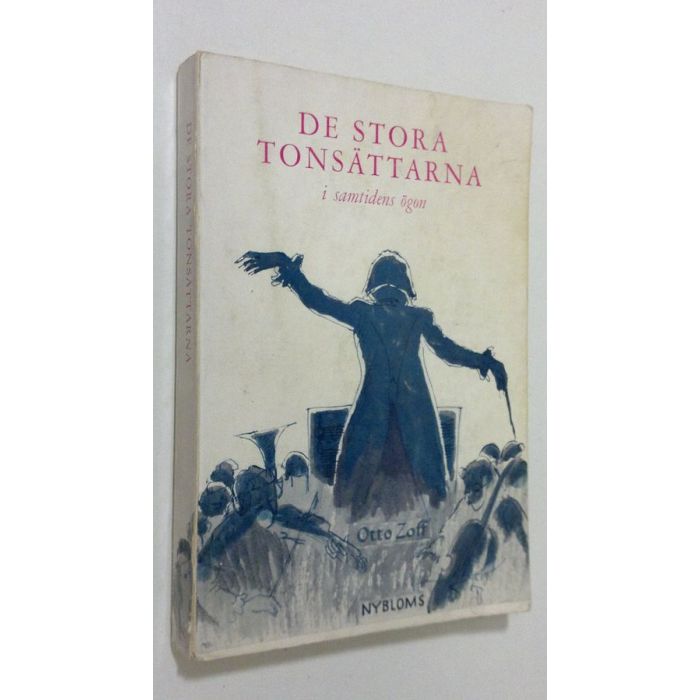 DE STORA TONSÄTTARNA
DE STORA
TONSÄTTARNA
i samtidens ögon
Otto Zoff
NYBLOMS